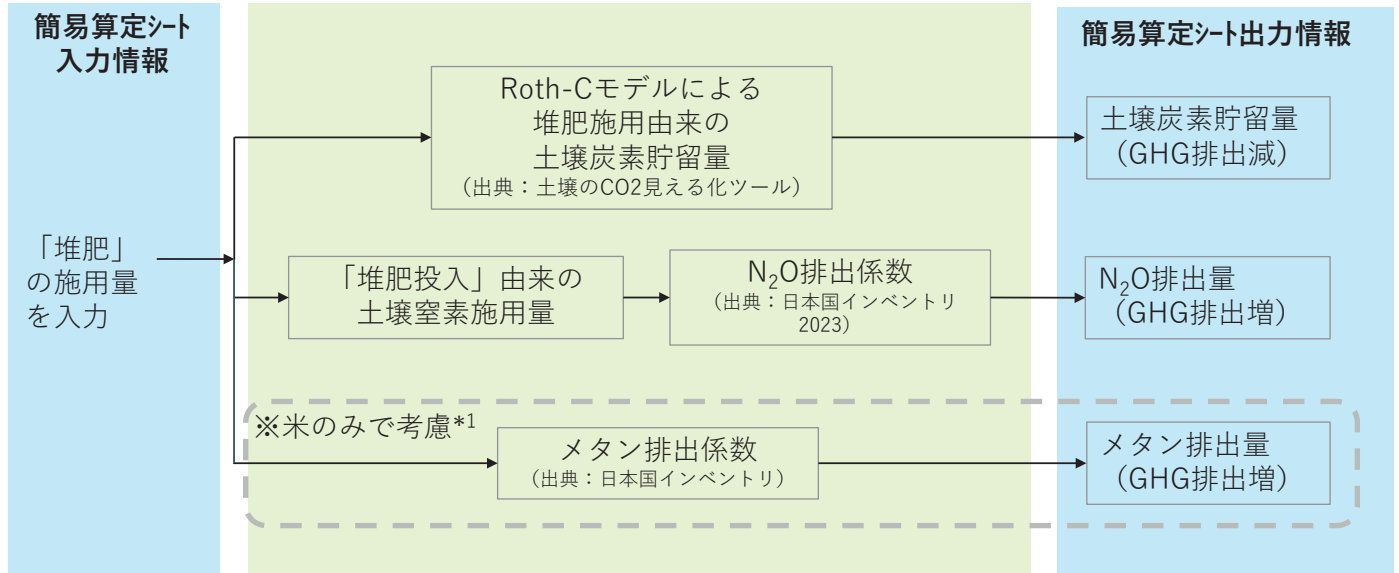 簡易算定ｼｰﾄ
入力情報
簡易算定ｼｰﾄ出力情報
Roth-Cモデルによる
堆肥施用由来の
土壌炭素貯留量
（出典：土壌のCO2見える化ツール）
土壌炭素貯留量
（GHG排出減）
「堆肥」
の施用量
を入力
「堆肥投入」由来の
土壌窒素施用量
N₂O排出係数
（出典：日本国インベントリ
2023）
N₂O排出量
（GHG排出増）
※米のみで考慮*¹
メタン排出係数
（出典：日本国インベントリ）
メタン排出量
（GHG排出増）